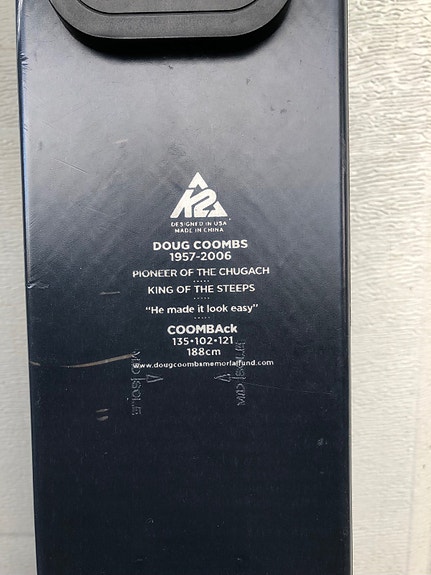 K2
DESIGNED IN USA
MADE IN CHINA
DOUG COOMBS
1957-2006
PIONEER OF THE CHUGACH
KING OF THE STEEPS
"He made it look easy"
COOMBAck
135•102•121
188cm
www.dougcoombsmemorialfund.com
MID|SOLE
MID|SOLE